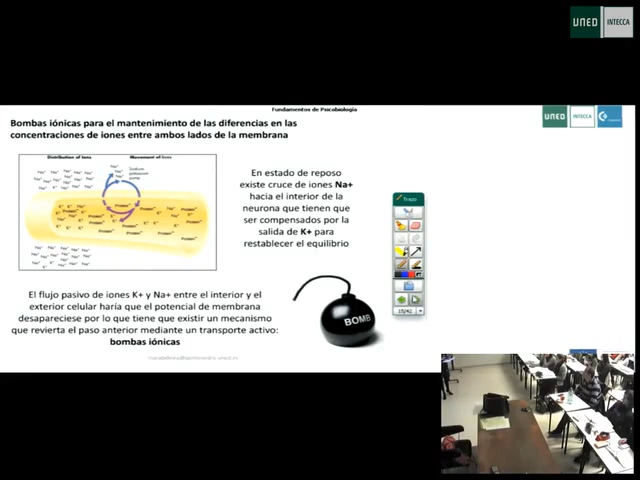 UNED INTECCA
Fundamentos de Psicobiología
Bombas iónicas para el mantenimiento de las diferencias en las
concentraciones de iones entre ambos lados de la membrana
UNED INTECCA
Distribution of ions
Movement of ions
Sodium
potassium
pump
En estado de reposo
existe cruce de iones Na+
hacia el interior de la
neurona que tienen que
ser compensados por la
salida de K+ para
restablecer el equilibrio
Trazo
15/42
BOMB
El flujo pasivo de iones K+ y Na+ entre el interior y el
exterior celular haría que el potencial de membrana
desapareciese por lo que tiene que existir un mecanismo
que revierta el paso anterior mediante un transporte activo:
bombas iónicas